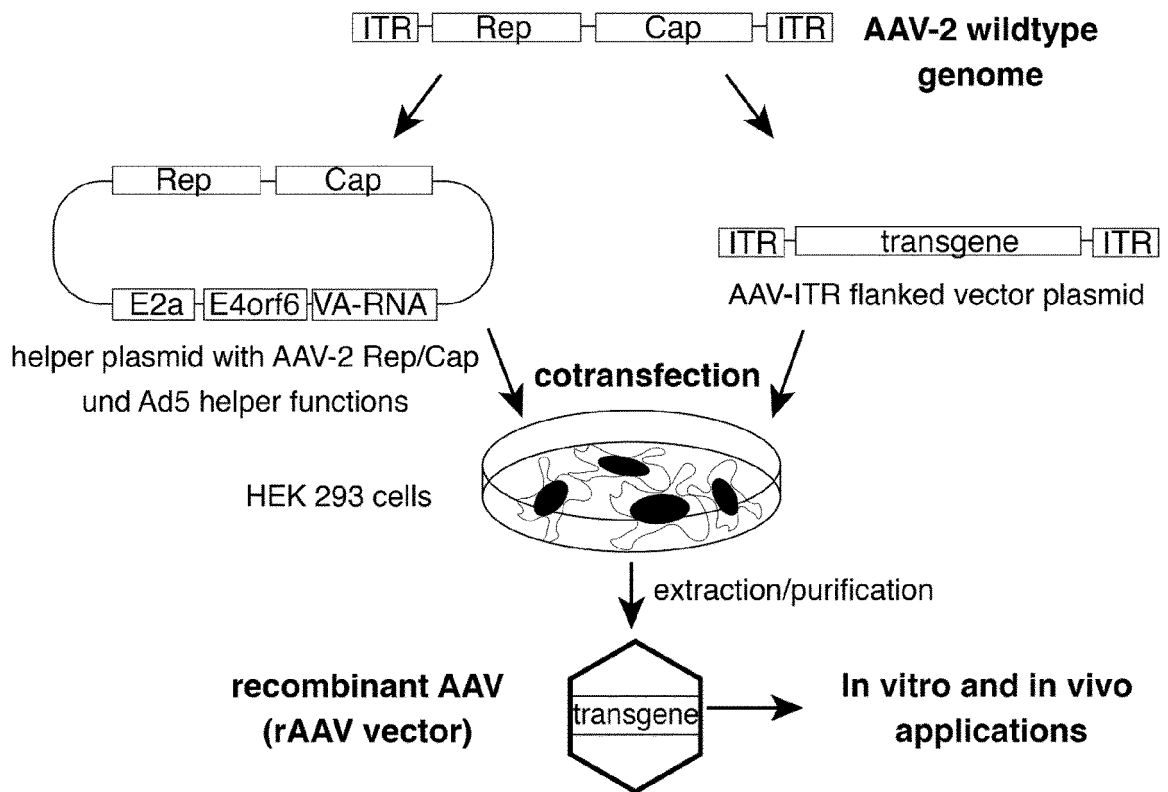 ITR Rep Cap ITR
AAV-2 wildtype
genome
Rep Cap
E2a E4orf6 VA-RNA
helper plasmid with AAV-2 Rep/Cap
und Ad5 helper functions
ITR transgene ITR
AAV-ITR flanked vector plasmid
cotransfection
HEK 293 cells
extraction/purification
recombinant AAV
(rAAV vector)
transgene
In vitro and in vivo
applications